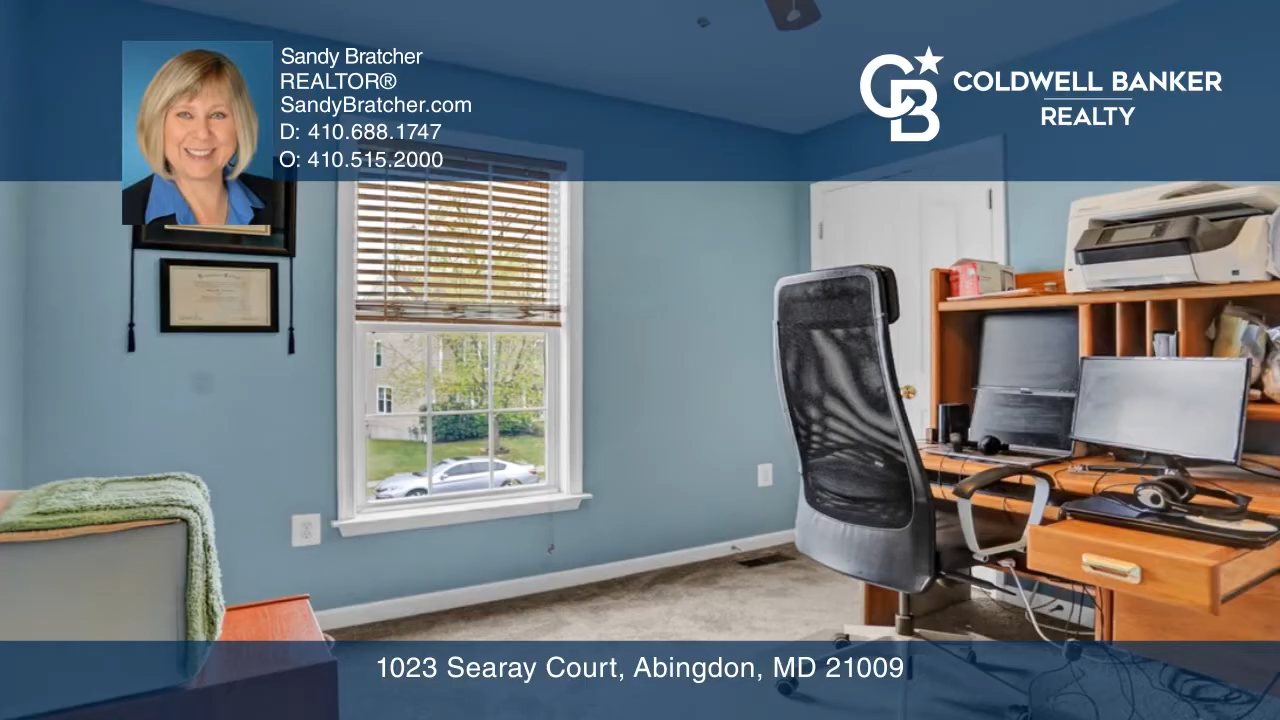 Sandy Bratcher
REALTOR®
SandyBratcher.com
D: 410.688.1747
O: 410.515.2000
CB
COLDWELL BANKER
REALTY
1023 Searay Court, Abingdon, MD 21009